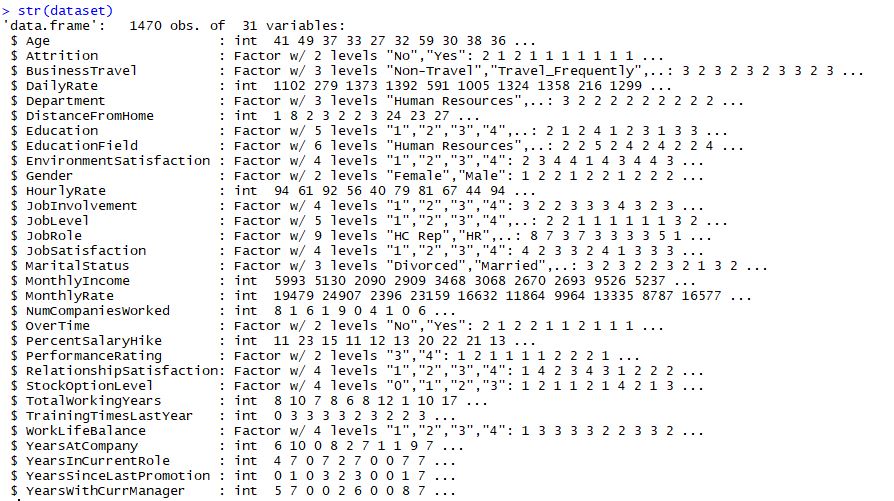 > str(dataset)
'data.frame':   1470 obs. of  31 variables:
 $ Age                     : int  41 49 37 33 27 32 59 30 38 36 ...
 $ Attrition               : Factor w/ 2 levels "No","Yes": 2 1 2 1 1 1 1 1 1 1 ...
 $ BusinessTravel          : Factor w/ 3 levels "Non-Travel","Travel_Frequently",..: 3 2 3 2 3 2 3 3 2 3 ...
 $ DailyRate               : int  1102 279 1373 1392 591 1005 1324 1358 216 1299 ...
 $ Department              : Factor w/ 3 levels "Human Resources",..: 3 2 2 2 2 2 2 2 2 2 ...
 $ DistanceFromHome        : int  1 8 2 3 2 2 3 24 23 27 ...
 $ Education               : Factor w/ 5 levels "1","2","3","4",..: 2 1 2 4 1 2 3 1 3 3 ...
 $ EducationField          : Factor w/ 6 levels "Human Resources",..: 2 2 5 2 4 2 4 2 2 4 ...
 $ EnvironmentSatisfaction : Factor w/ 4 levels "1","2","3","4": 2 3 4 4 1 4 3 4 4 3 ...
 $ Gender                  : Factor w/ 2 levels "Female","Male": 1 2 2 1 2 2 1 2 2 2 ...
 $ HourlyRate              : int  94 61 92 56 40 79 81 67 44 94 ...
 $ JobInvolvement          : Factor w/ 4 levels "1","2","3","4": 3 2 2 3 3 3 4 3 2 3 ...
 $ JobLevel                : Factor w/ 5 levels "1","2","3","4",..: 2 2 1 1 1 1 1 1 3 2 ...
 $ JobRole                 : Factor w/ 9 levels "HC Rep","HR",..: 8 7 3 7 3 3 3 3 5 1 ...
 $ JobSatisfaction         : Factor w/ 4 levels "1","2","3","4": 4 2 3 3 2 4 1 3 3 3 ...
 $ MaritalStatus           : Factor w/ 3 levels "Divorced","Married",..: 3 2 3 2 2 3 2 1 3 2 ...
 $ MonthlyIncome           : int  5993 5130 2090 2909 3468 3068 2670 2693 9526 5237 ...
 $ MonthlyRate             : int  19479 24907 2396 23159 16632 11864 9964 13335 8787 16577 ...
 $ NumCompaniesWorked      : int  8 1 6 1 9 0 4 1 0 6 ...
 $ OverTime                : Factor w/ 2 levels "No","Yes": 2 1 2 2 1 1 2 1 1 1 ...
 $ PercentSalaryHike       : int  11 23 15 11 12 13 20 22 21 13 ...
 $ PerformanceRating       : Factor w/ 2 levels "3","4": 1 2 1 1 1 1 2 2 2 1 ...
 $ RelationshipSatisfaction: Factor w/ 4 levels "1","2","3","4": 1 4 2 3 4 3 1 2 2 2 ...
 $ StockOptionLevel        : Factor w/ 4 levels "0","1","2","3": 1 2 1 1 2 1 4 2 1 3 ...
 $ TotalWorkingYears       : int  8 10 7 8 6 8 12 1 10 17 ...
 $ TrainingTimesLastYear   : int  0 3 3 3 3 2 3 2 2 3 ...
 $ WorkLifeBalance         : Factor w/ 4 levels "1","2","3","4": 1 3 3 3 3 2 2 3 3 2 ...
 $ YearsAtCompany          : int  6 10 0 8 2 7 1 1 9 7 ...
 $ YearsInCurrentRole      : int  4 7 0 7 2 7 0 0 7 7 ...
 $ YearsSinceLastPromotion : int  0 1 0 3 2 3 0 0 1 7 ...
 $ YearsWithCurrManager    : int  5 7 0 0 2 6 0 0 8 7 ...